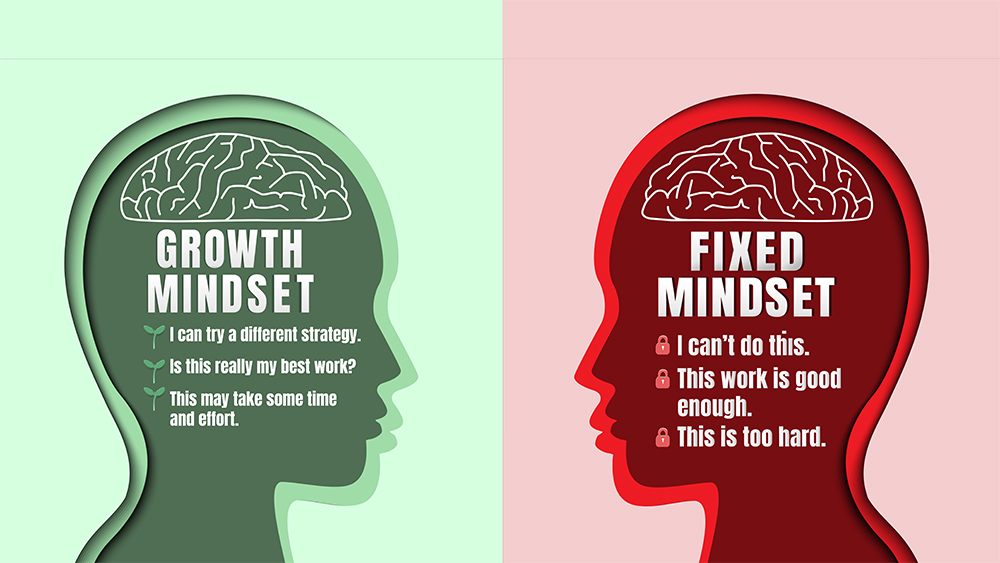 GROWTH
MINDSET
I can try a different strategy.
Is this really my best work?
This may take some time
and effort.
FIXED
MINDSET
I can't do this.
This work is good
enough.
This is too hard.